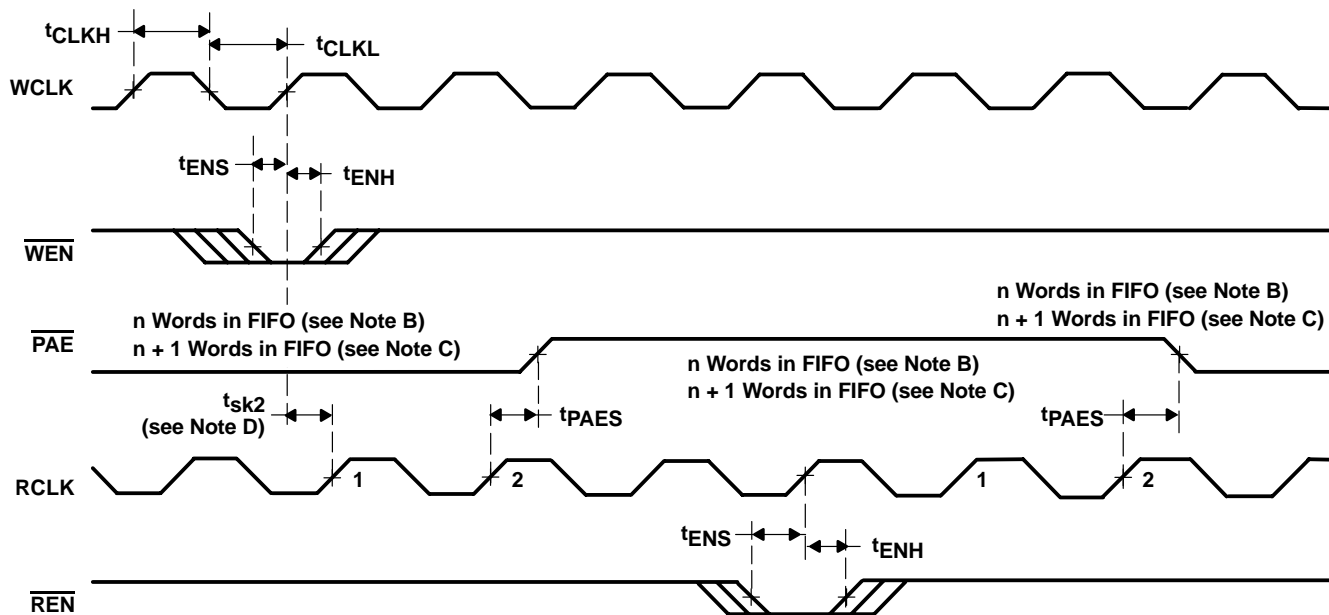 tCLKH
tCLKL
WCLK
tENS
tENH
WEN
n Words in FIFO (see Note B)
n + 1 Words in FIFO (see Note C)
n Words in FIFO (see Note B)
n + 1 Words in FIFO (see Note C)
PAE
n Words in FIFO (see Note B)
n + 1 Words in FIFO (see Note C)
tsk2
(see Note D)
tPAES
tPAES
RCLK
1
2
1
2
tENS
tENH
REN